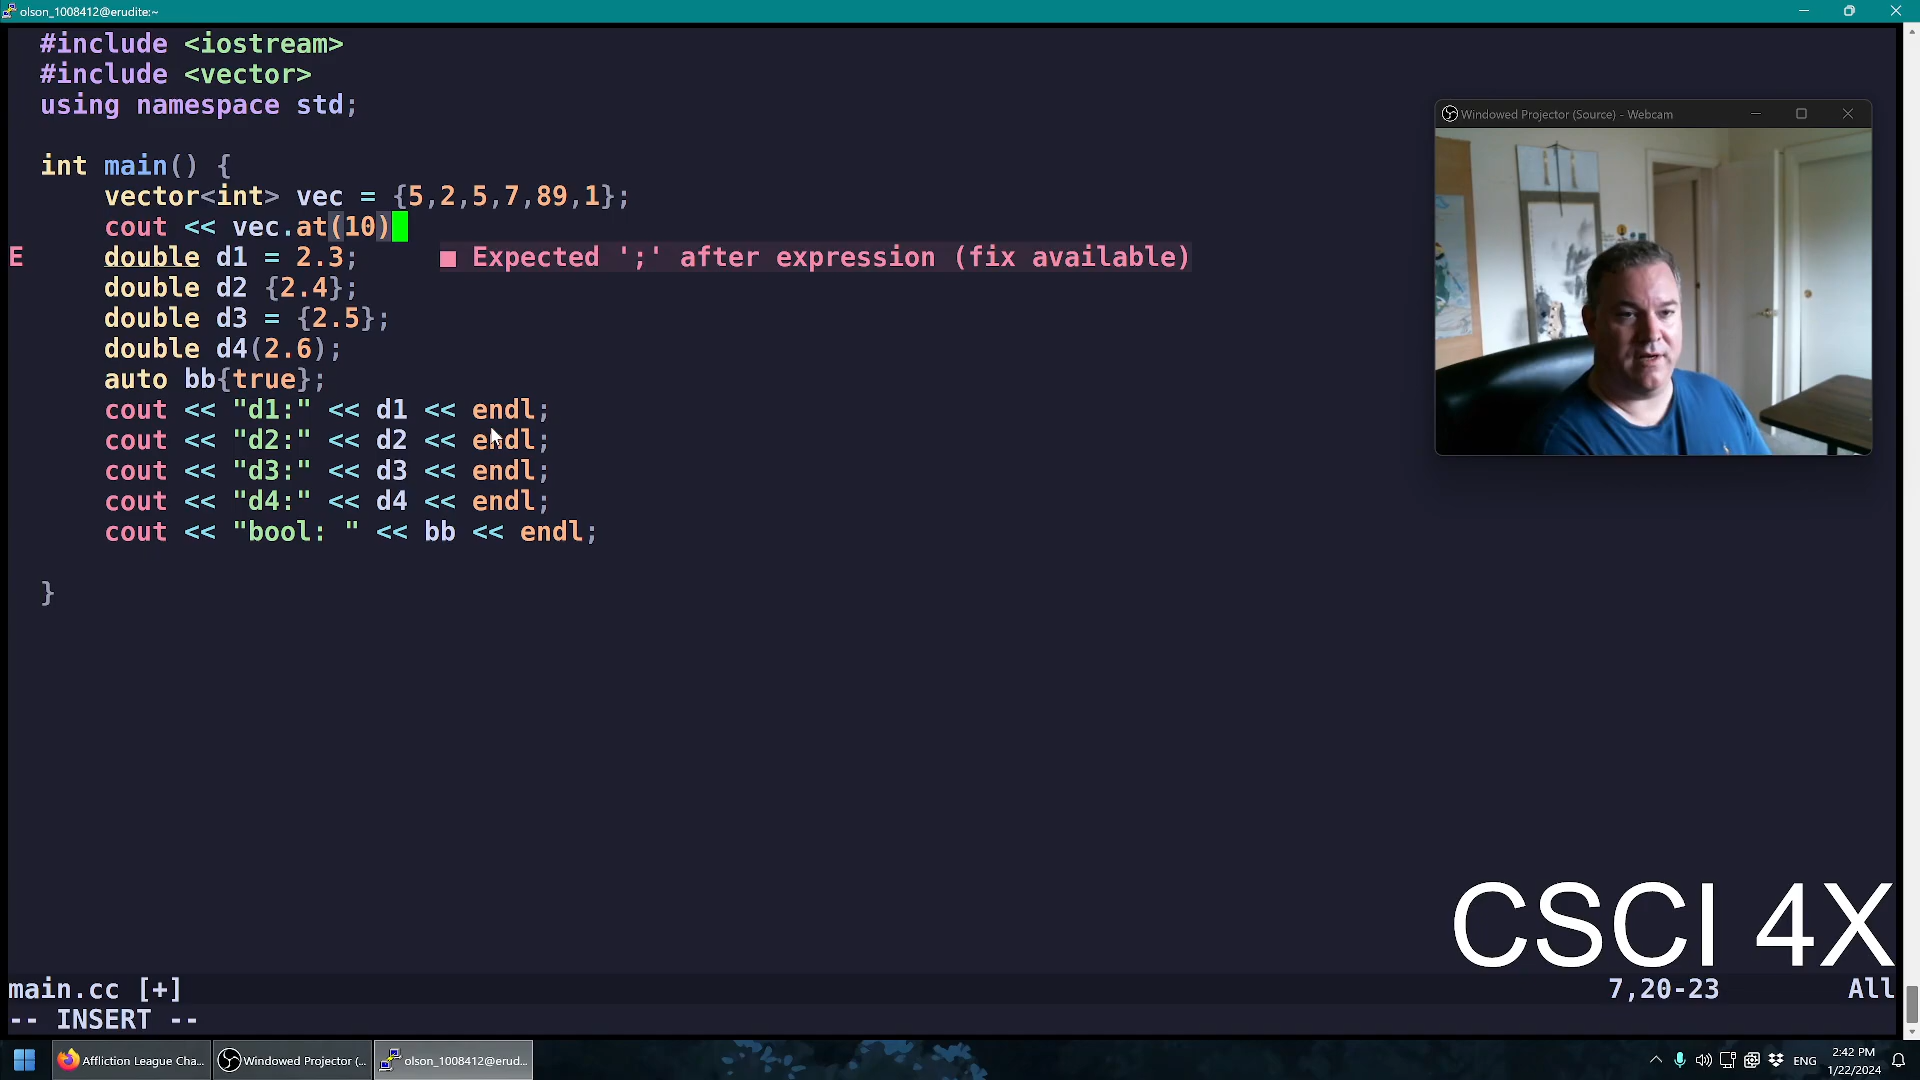 olson_1008412@erudite:~
#include <iostream>
#include <vector>
using namespace std;
int main() {
vector<int> vec = {5,2,5,7,89,1};
cout << vec.at(10)
E double d1 = 2.3; ■ Expected ';' after expression (fix available)
double d2 {2.4};
double d3 = {2.5};
double d4(2.6);
auto bb{true};
cout << "d1:" << d1 << endl;
cout << "d2:" << d2 << endl;
cout << "d3:" << d3 << endl;
cout << "d4:" << d4 << endl;
cout << "bool: " << bb << endl;
}
Windowed Projector (Source) - Webcam
CSCI 4X
main.cc [+] 7,20-23 All
-- INSERT --
Affliction League Cha... Windowed Projector (... olson_1008412@erud... ENG 2:42 PM
1/22/2024